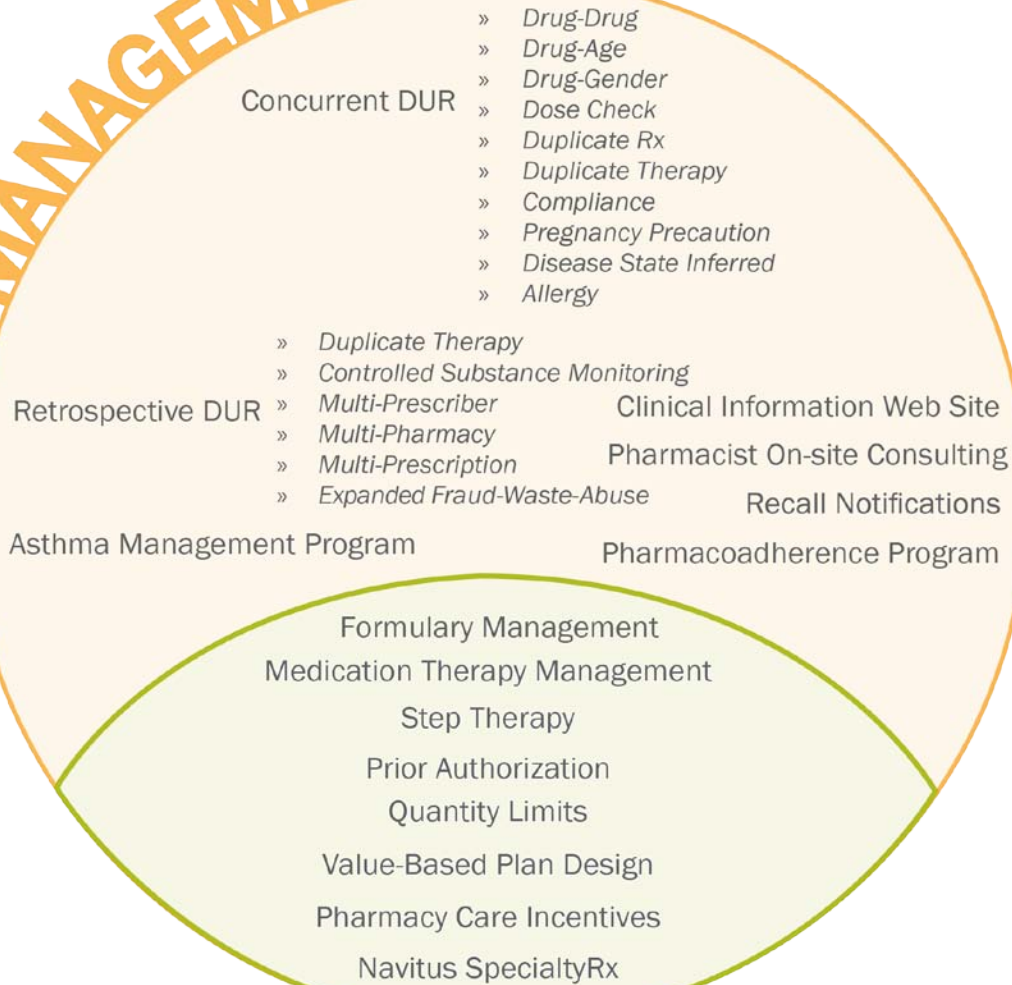 MANAGEM
Concurrent DUR
» Drug-Drug
» Drug-Age
» Drug-Gender
» Dose Check
» Duplicate Rx
» Duplicate Therapy
» Compliance
» Pregnancy Precaution
» Disease State Inferred
» Allergy
Retrospective DUR
» Duplicate Therapy
» Controlled Substance Monitoring
» Multi-Prescriber
» Multi-Pharmacy
» Multi-Prescription
» Expanded Fraud-Waste-Abuse
Asthma Management Program
Clinical Information Web Site
Pharmacist On-site Consulting
Recall Notifications
Pharmacoadherence Program
Formulary Management
Medication Therapy Management
Step Therapy
Prior Authorization
Quantity Limits
Value-Based Plan Design
Pharmacy Care Incentives
Navitus SpecialtyRx